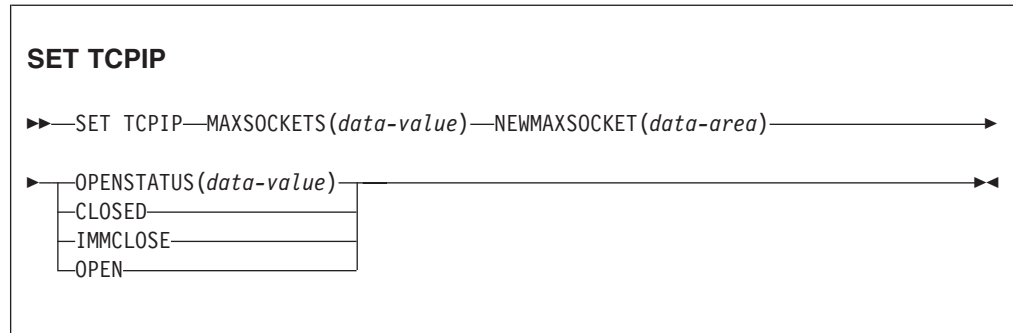 SET TCPIP
SET TCPIP MAXSOCKETS(data-value) NEWMAXSOCKET(data-area)
OPENSTATUS(data-value)
CLOSED
IMMCLOSE
OPEN